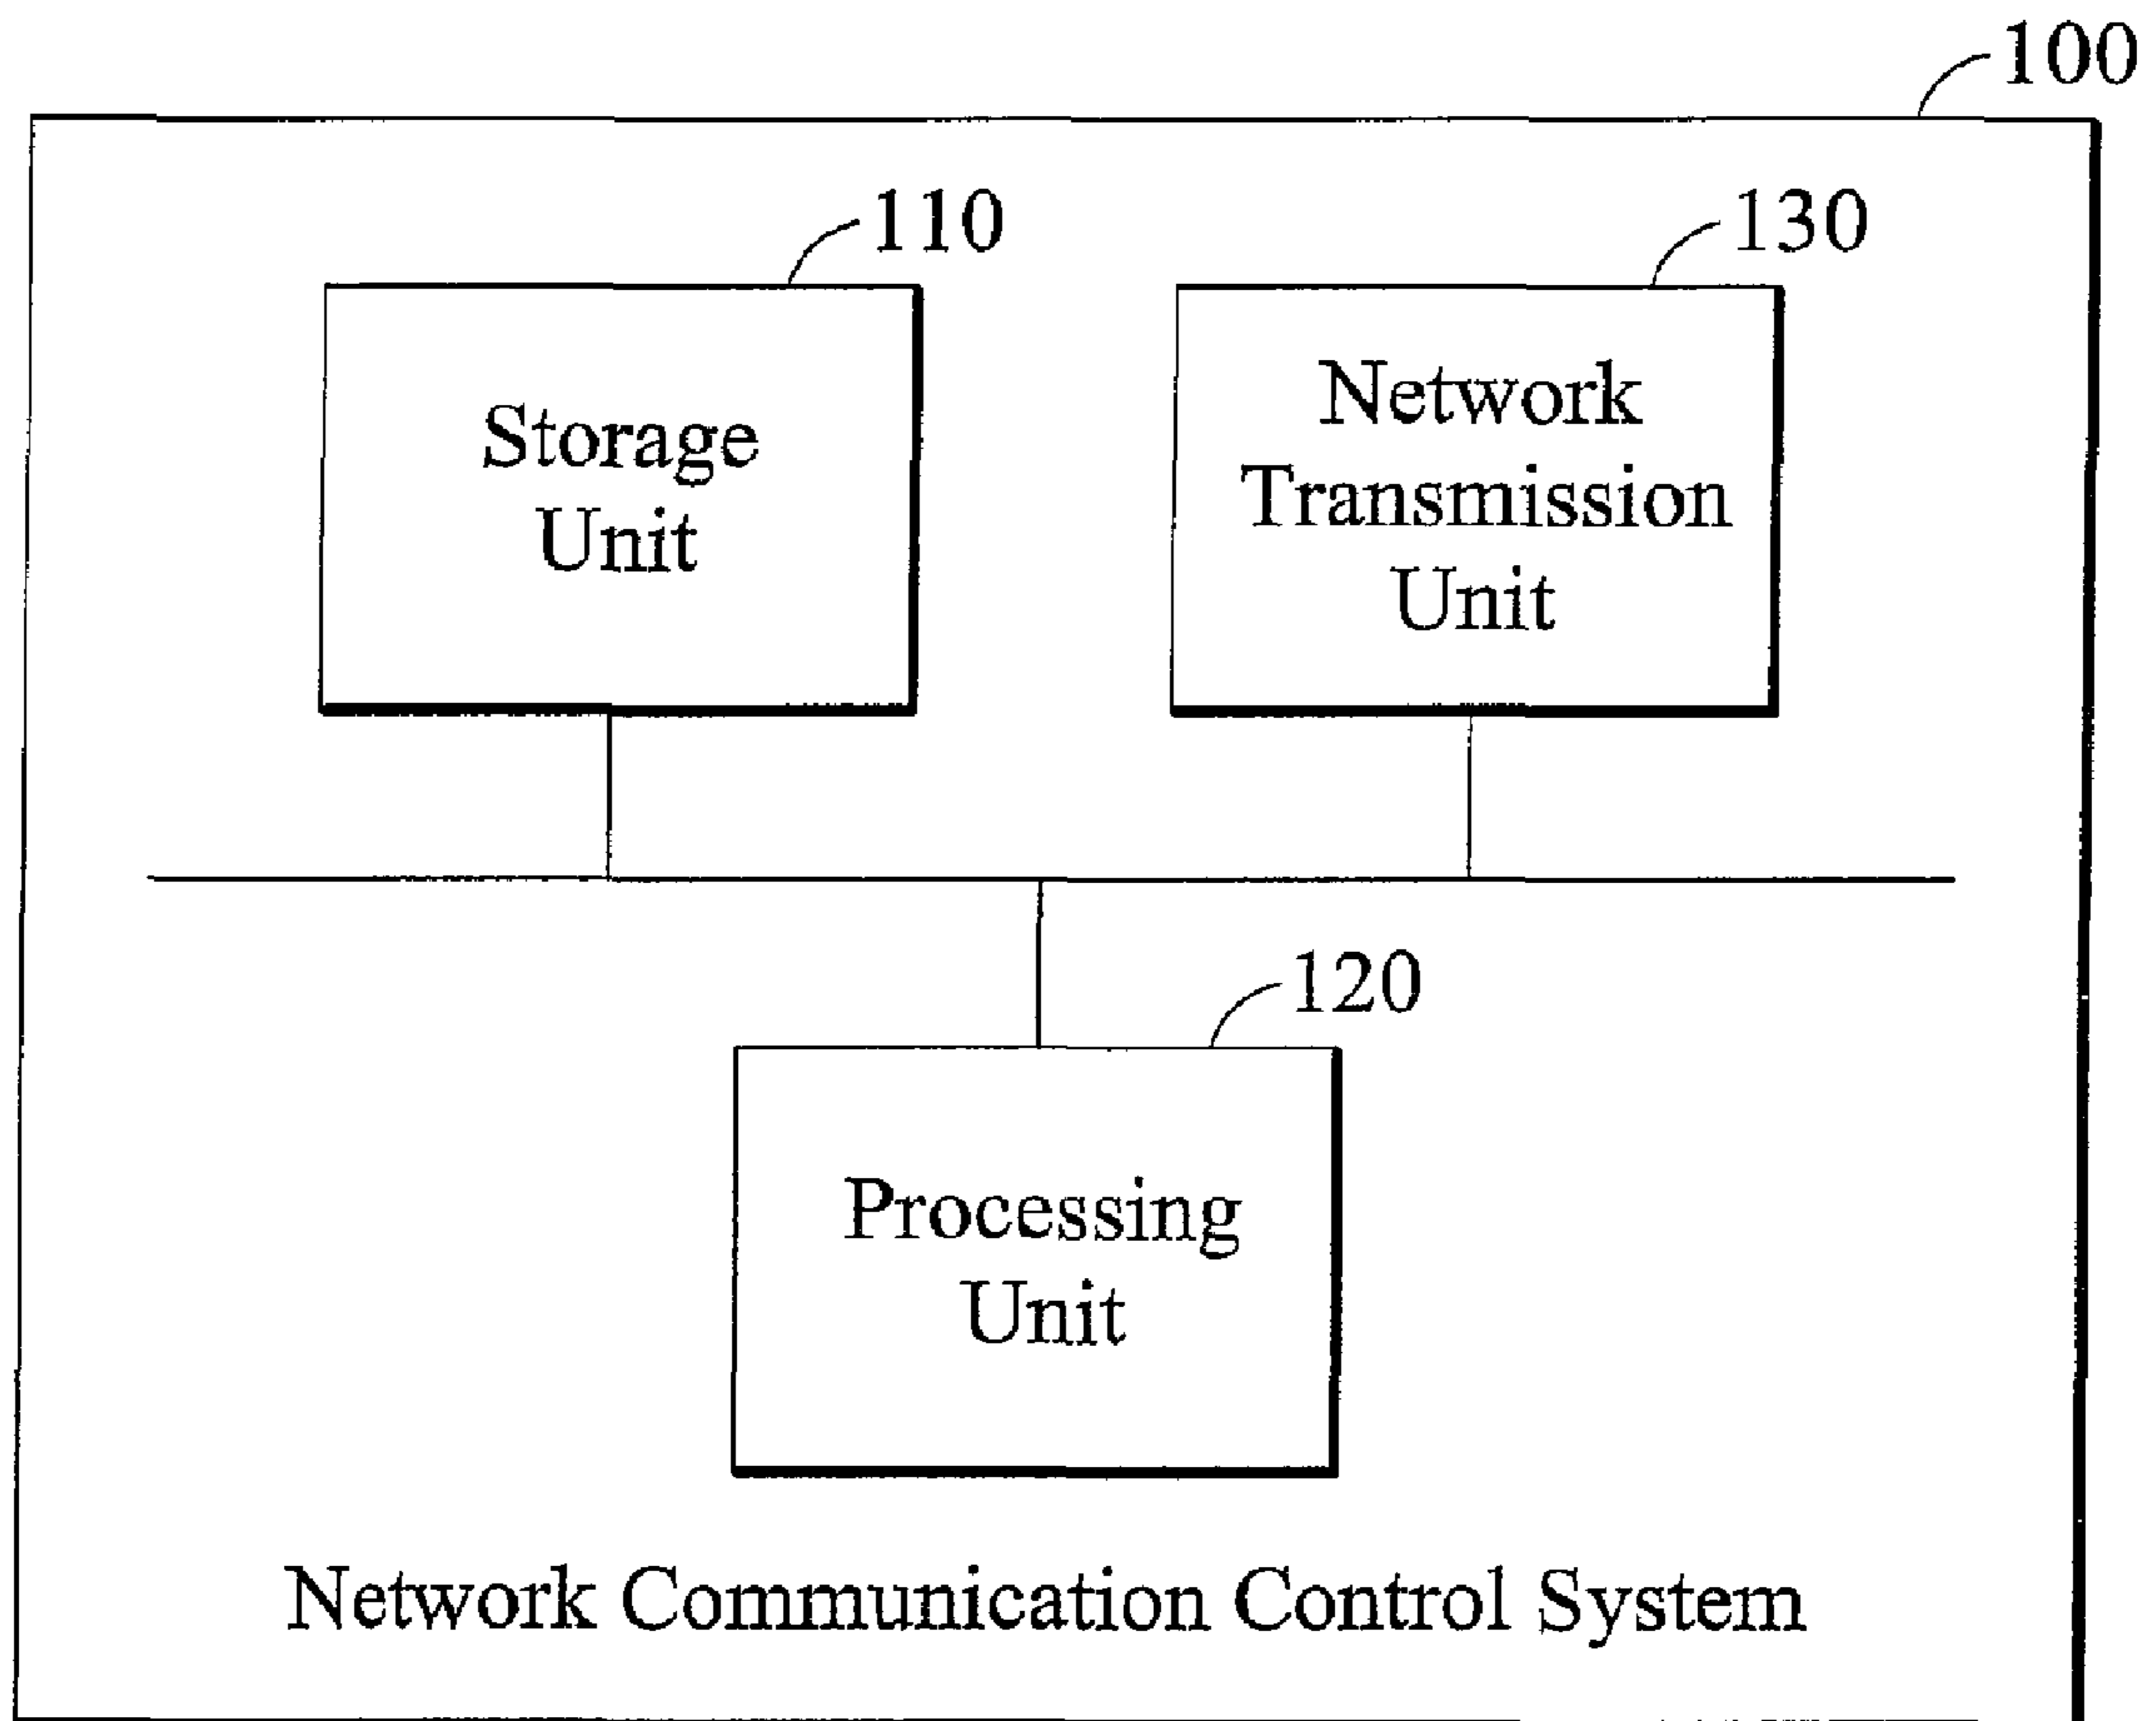 100
110
130
Storage
Unit
Network
Transmission
Unit
120
Processing
Unit
Network Communication Control System